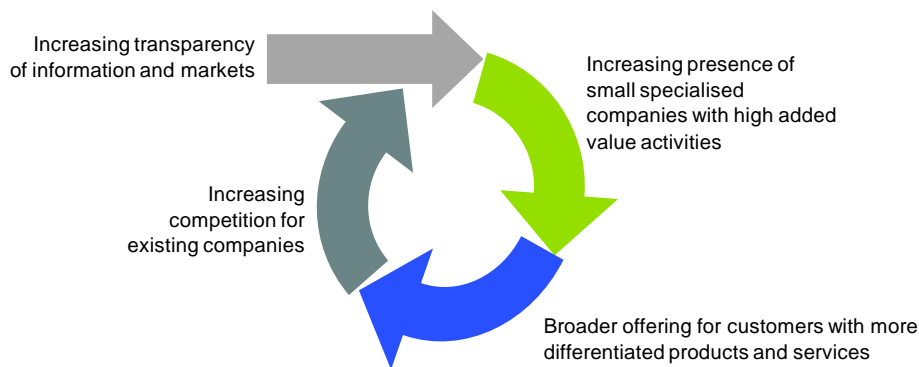 Increasing transparency
of information and markets
Increasing presence of
small specialised
companies with high added
value activities
Broader offering for customers with more
differentiated products and services
Increasing
competition for
existing companies